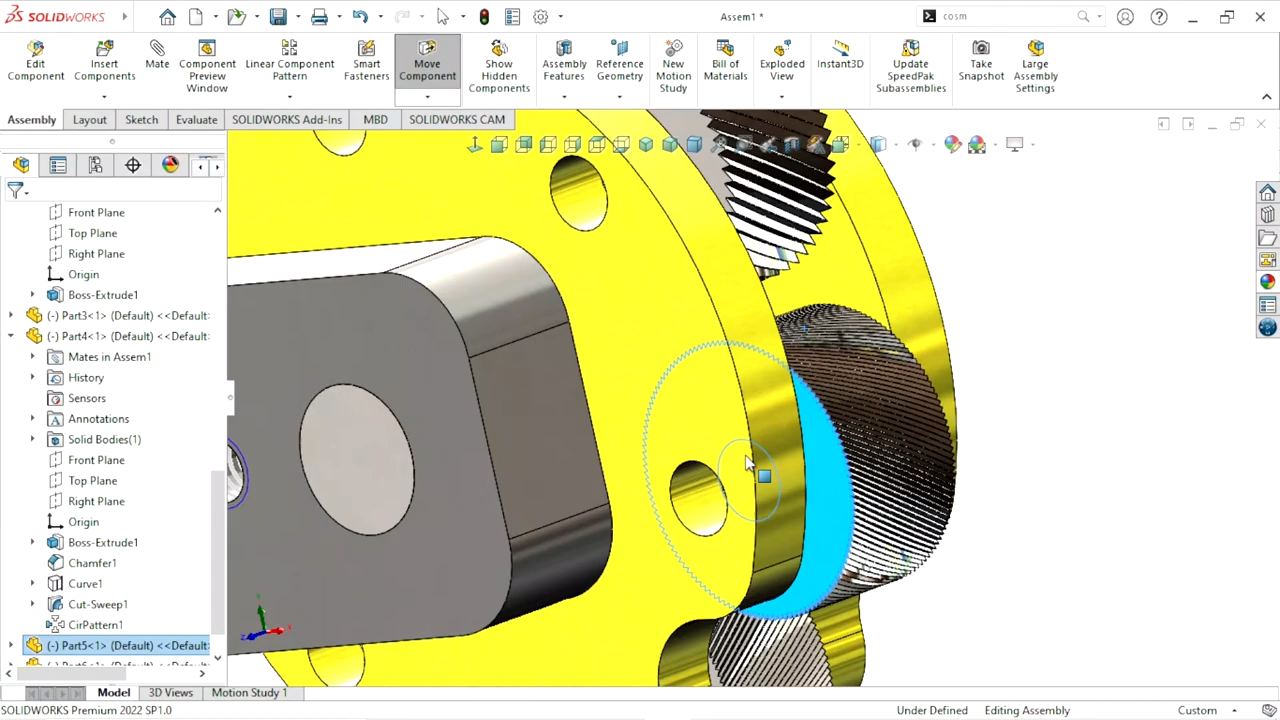 SOLIDWORKS
Assem1 *
cosm
Edit Component
Insert Components
Mate
Component Preview Window
Linear Component Pattern
Smart Fasteners
Move Component
Show Hidden Components
Assembly Features
Reference Geometry
New Motion Study
Bill of Materials
Exploded View
Instant3D
Update SpeedPak Subassemblies
Take Snapshot
Large Assembly Settings
Assembly
Layout
Sketch
Evaluate
SOLIDWORKS Add-Ins
MBD
SOLIDWORKS CAM
Front Plane
Top Plane
Right Plane
Origin
Boss-Extrude1
(-) Part3<1> (Default) <<Default:
(-) Part4<1> (Default) <<Default:
Mates in Assem1
History
Sensors
Annotations
Solid Bodies(1)
Front Plane
Top Plane
Right Plane
Origin
Boss-Extrude1
Chamfer1
Curve1
Cut-Sweep1
CirPattern1
(-) Part5<1> (Default) <<Default:
Model
3D Views
Motion Study 1
SOLIDWORKS Premium 2022 SP1.0
Under Defined
Editing Assembly
Custom